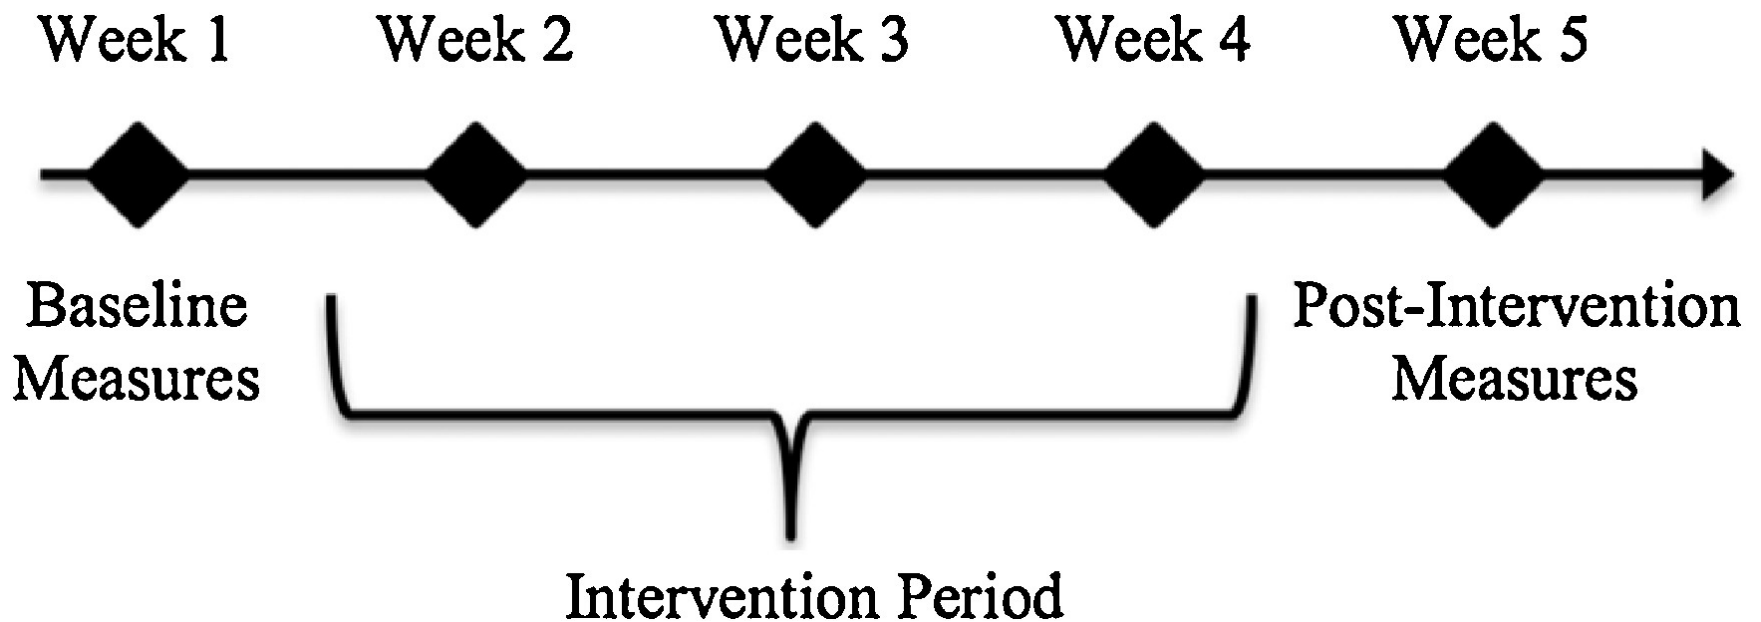 Week 1 Week 2 Week 3 Week 4 Week 5
Baseline
Measures
Post-Intervention
Measures
Intervention Period